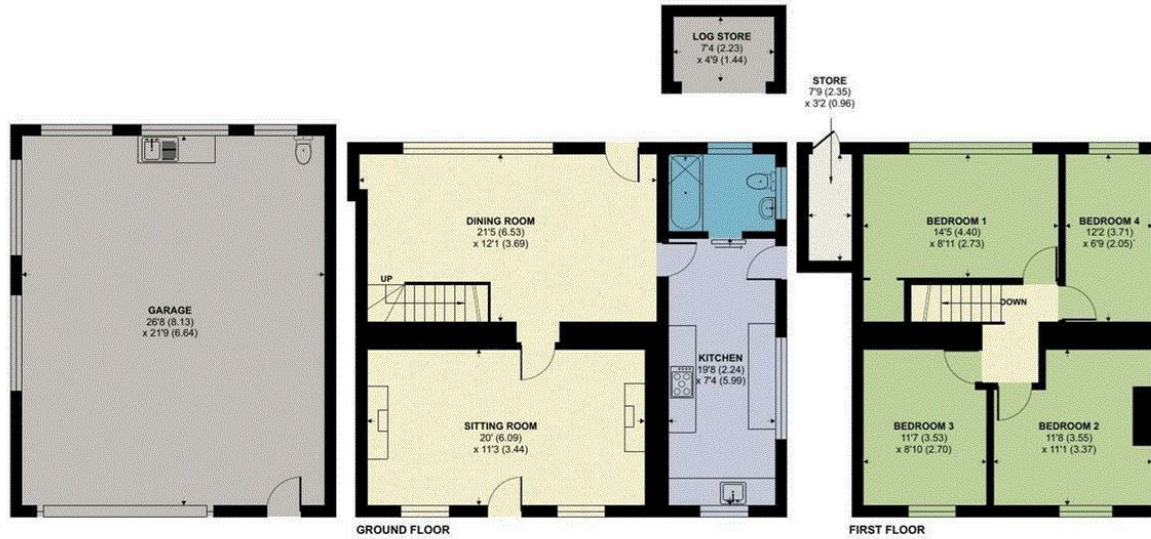 LOG STORE
7'4 (2.23)
x 4'9 (1.44)
STORE
7'9 (2.35)
x 3'2 (0.96)
GARAGE
26'8 (8.13)
x 21'9 (6.64)
DINING ROOM
21'5 (6.53)
x 12'1 (3.69)
UP
SITTING ROOM
20' (6.09)
x 11'3 (3.44)
KITCHEN
19'8 (2.24)
x 7'4 (5.99)
GROUND FLOOR
BEDROOM 1
14'5 (4.40)
x 8'11 (2.73)
BEDROOM 4
12'2 (3.71)
x 6'9 (2.05)
DOWN
BEDROOM 3
11'7 (3.53)
x 8'10 (2.70)
BEDROOM 2
11'8 (3.55)
x 11'1 (3.37)
FIRST FLOOR